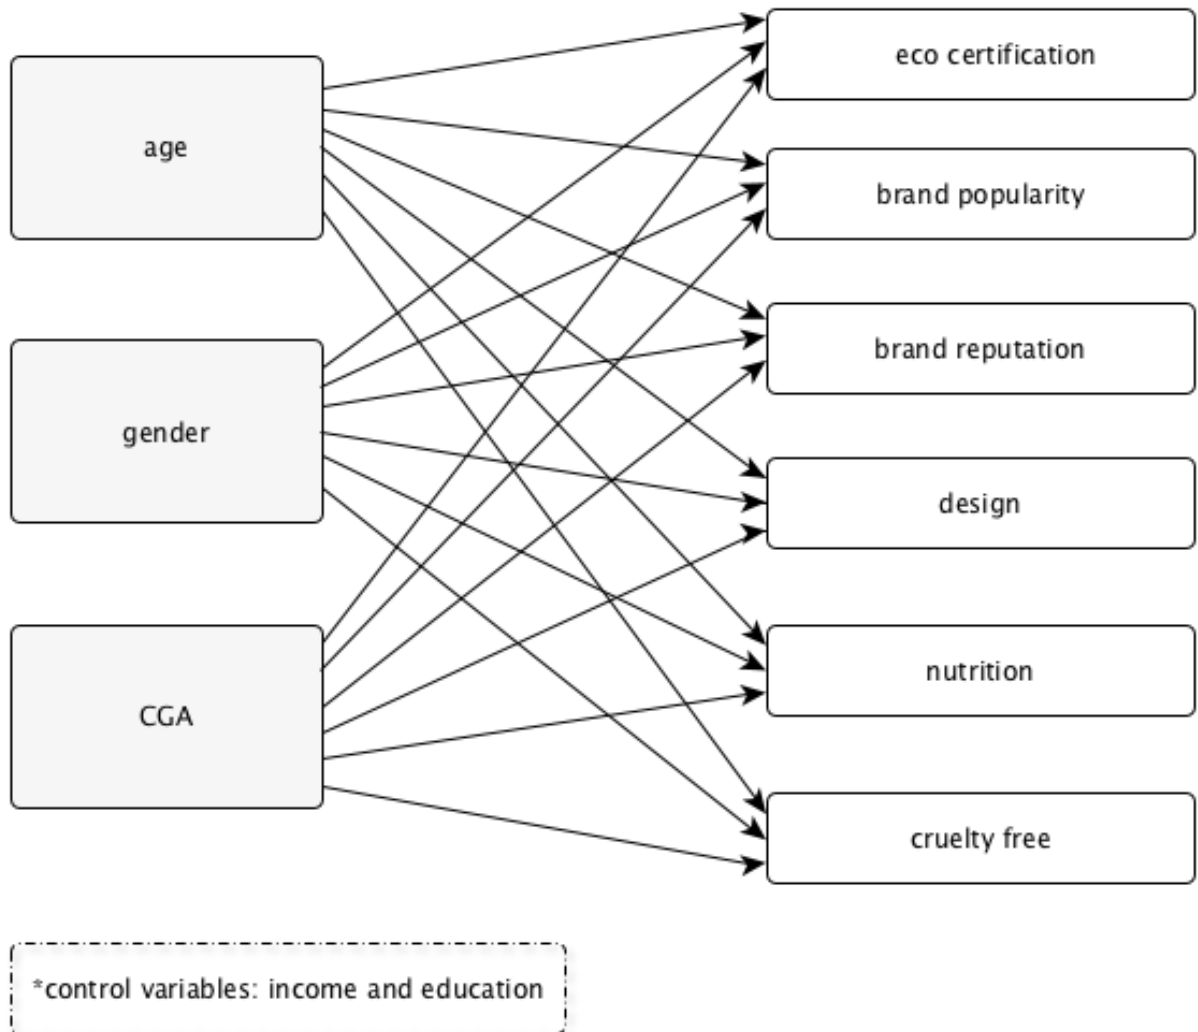 age
gender
CGA
eco certification
brand popularity
brand reputation
design
nutrition
cruelty free
*control variables: income and education